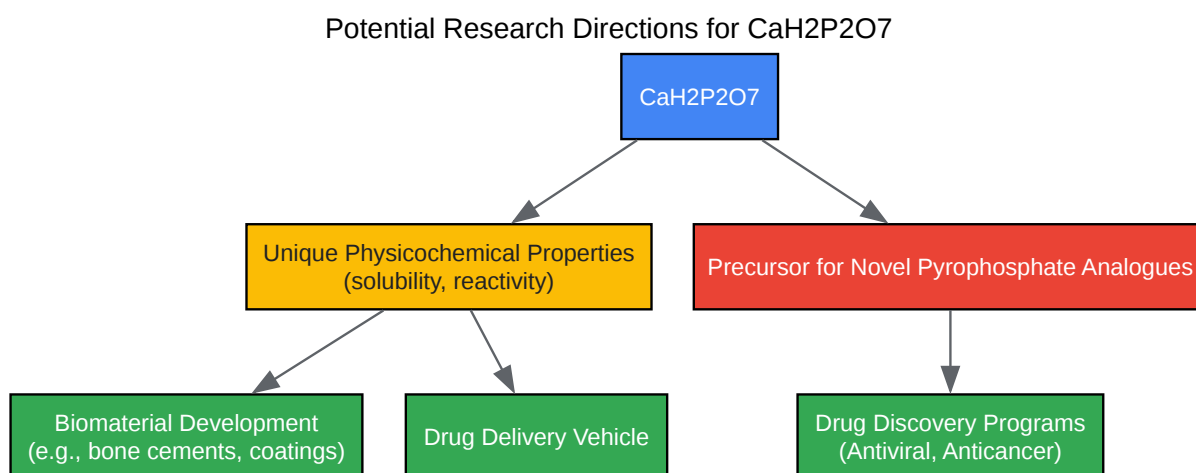 Potential Research Directions for CaH2P2O7
CaH2P2O7
Unique Physicochemical Properties
(solubility, reactivity)
Precursor for Novel Pyrophosphate Analogues
Biomaterial Development
(e.g., bone cements, coatings)
Drug Delivery Vehicle
Drug Discovery Programs
(Antiviral, Anticancer)